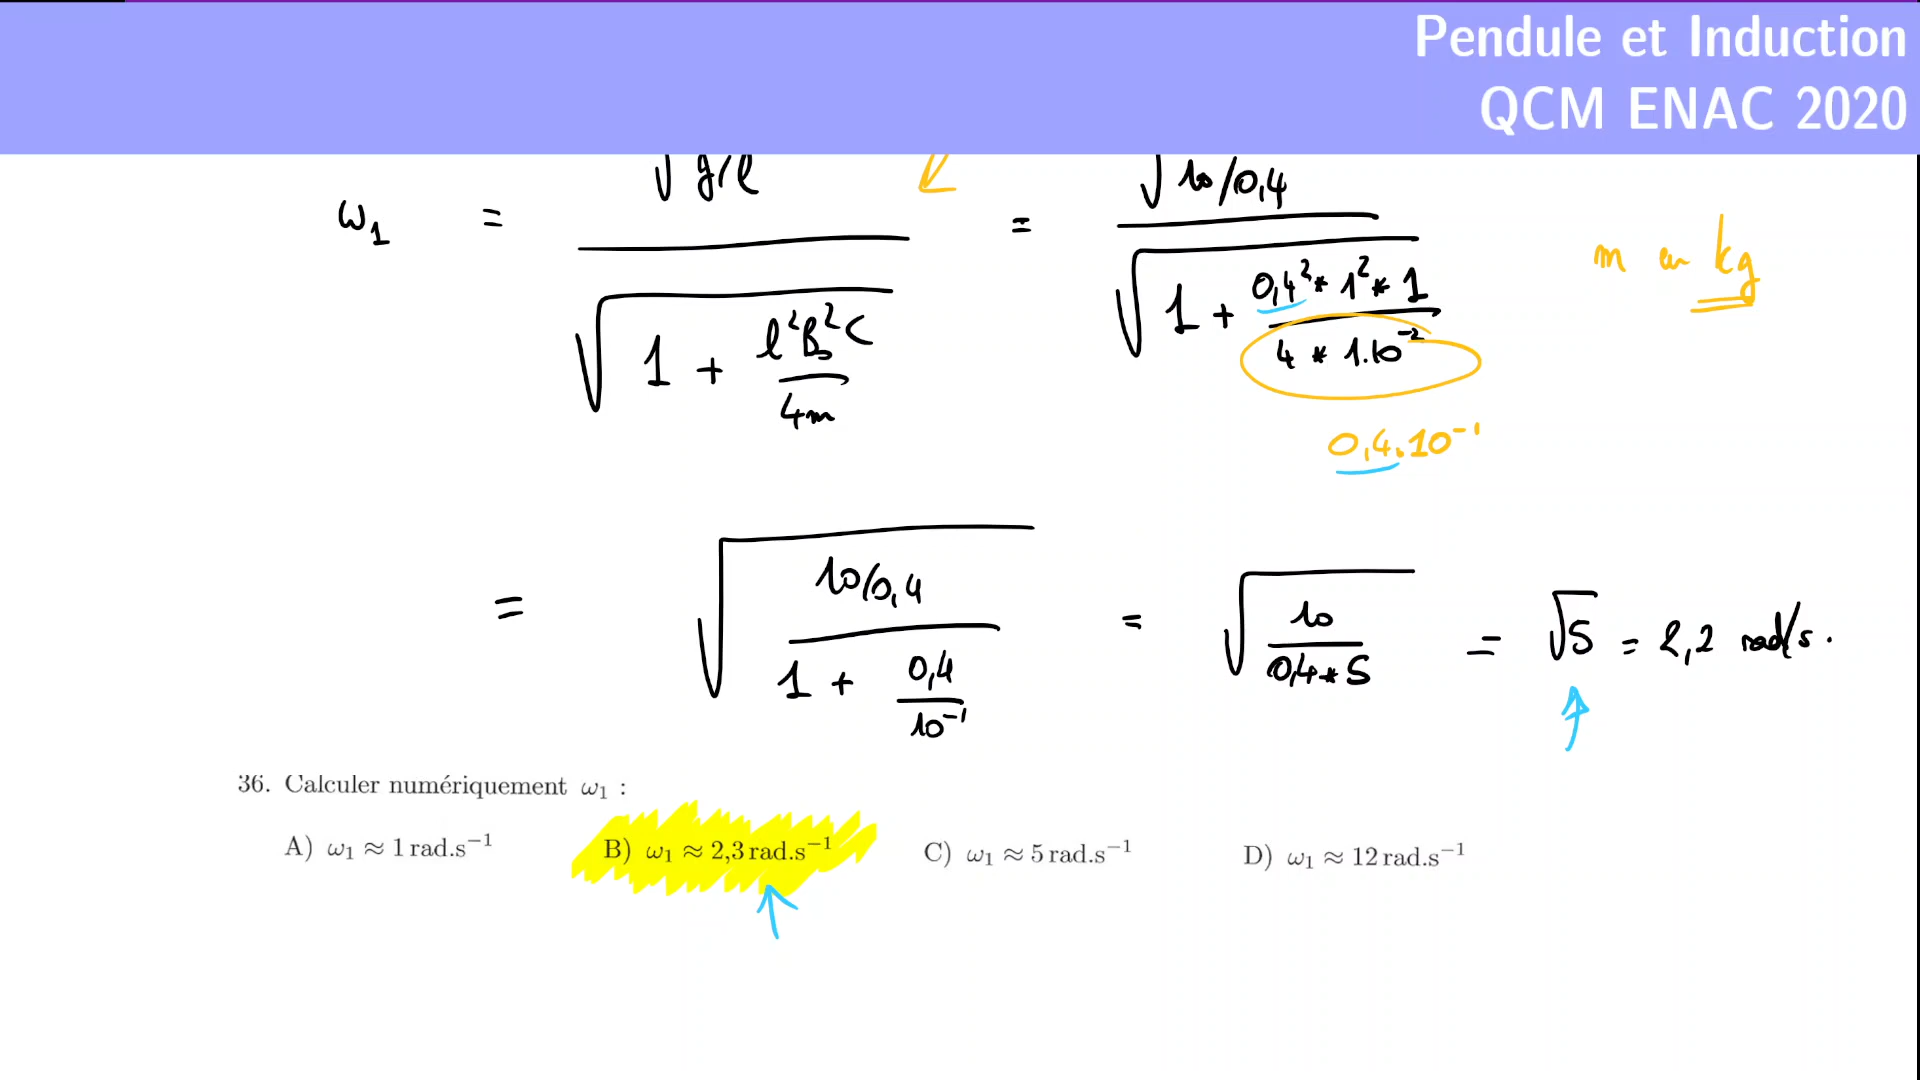 Pendule et Induction
QCM ENAC 2020
ω₁ = √(g/l) / √(1 + l²B₀²C / 4m) = √(10/0,4) / √(1 + 0,4² * 1² * 1 / 4 * 1.10⁻²)
m en kg
0,4.10⁻¹
= √(10/0,4 / (1 + 0,4 / 10⁻¹)) = √(10 / 0,4 * 5) = √5 = 2,2 rad/s.
36. Calculer numériquement ω₁ :
A) ω₁ ≈ 1 rad.s⁻¹ B) ω₁ ≈ 2,3 rad.s⁻¹ C) ω₁ ≈ 5 rad.s⁻¹ D) ω₁ ≈ 12 rad.s⁻¹